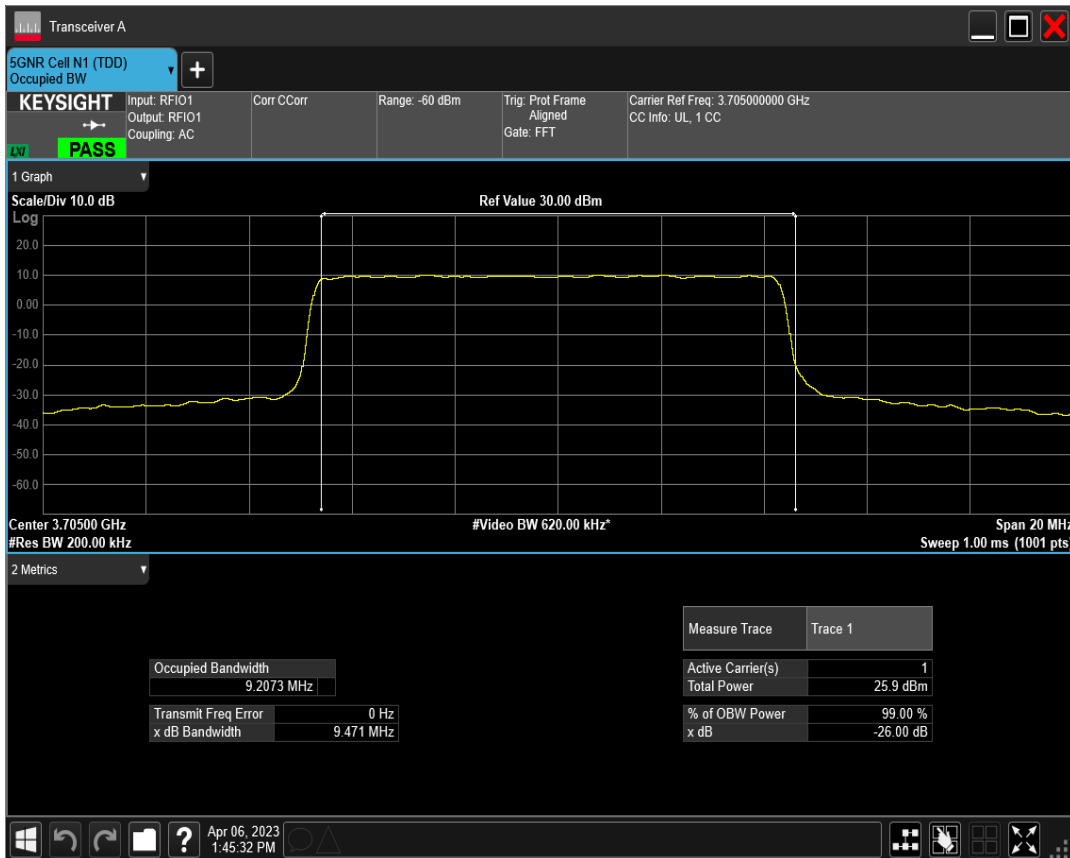 Transceiver A
5GNR Cell N1 (TDD)
Occupied BW
+
KEYSIGHT
LXI
PASS
Input: RFIO1
Output: RFIO1
Coupling: AC
Corr CCorr
Range: -60 dBm
Trig: Prot Frame
Aligned
Gate: FFT
Carrier Ref Freq: 3.705000000 GHz
CC Info: UL, 1 CC
1 Graph
Scale/Div 10.0 dB
Ref Value 30.00 dBm
Log
20.0
10.0
0.00
-10.0
-20.0
-30.0
-40.0
-50.0
-60.0
Center 3.70500 GHz
#Video BW 620.00 kHz*
Span 20 MHz
#Res BW 200.00 kHz
Sweep 1.00 ms (1001 pts)
2 Metrics
Measure Trace
Trace 1
Occupied Bandwidth
9.2073 MHz
Active Carrier(s)
1
Total Power
25.9 dBm
Transmit Freq Error
0 Hz
x dB Bandwidth
9.471 MHz
% of OBW Power
99.00 %
x dB
-26.00 dB
?
Apr 06, 2023
1:45:32 PM